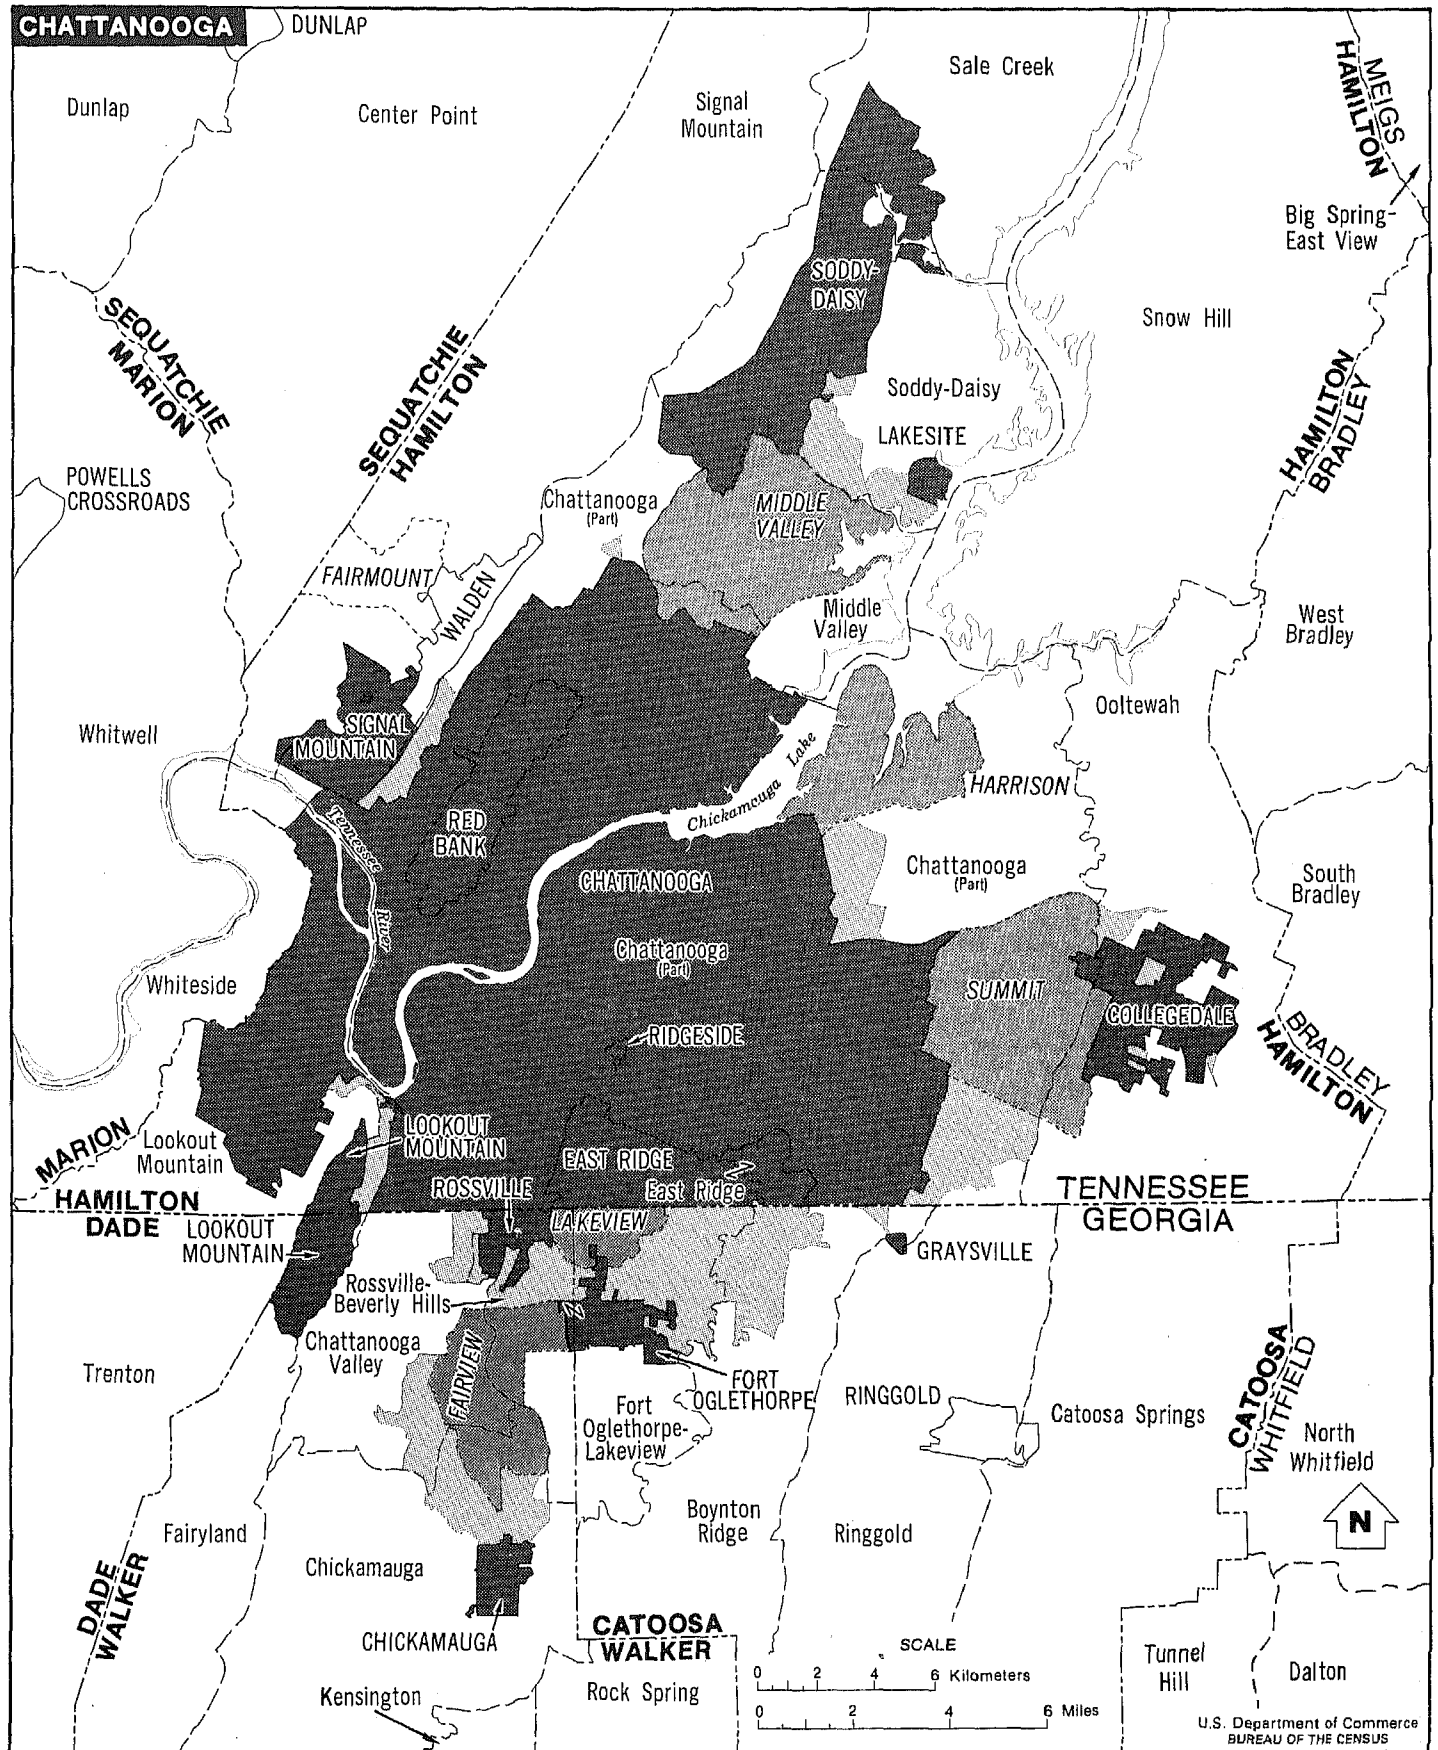 CHATTANOOGA
DUNLAP
Dunlap
Center Point
Signal
Mountain
Sale Creek
MEIGS
HAMILTON
Big Spring-
East View
SODDY-
DAISY
Snow Hill
SEQUATCHIE
MARION
SEQUATCHIE
HAMILTON
HAMILTON
BRADLEY
Soddy-Daisy
LAKESITE
POWELLS
CROSSROADS
Chattanooga
(Part)
MIDDLE
VALLEY
FAIRMOUNT
WALDEN
Middle
Valley
West
Bradley
Ooltewah
Whitwell
SIGNAL
MOUNTAIN
Chickamauga Lake
HARRISON
Tennessee
River
RED
BANK
CHATTANOOGA
Chattanooga
(Part)
South
Bradley
Chattanooga
(Part)
Whiteside
SUMMIT
COLLEGEDALE
RIDGESIDE
BRADLEY
HAMILTON
MARION
Lookout
Mountain
LOOKOUT
MOUNTAIN
EAST RIDGE
East Ridge
ROSSVILLE
HAMILTON
DADE
TENNESSEE
GEORGIA
LAKEVIEW
LOOKOUT
MOUNTAIN
GRAYSVILLE
Rossville-
Beverly Hills
Chattanooga
Valley
Trenton
FAIRVIEW
FORT
OGLETHORPE
Fort
Oglethorpe-
Lakeview
RINGGOLD
Catoosa Springs
CATOOSA
WHITFIELD
North
Whitfield
N
Boynton
Ridge
Ringgold
Fairyland
Chickamauga
DADE
WALKER
CHICKAMAUGA
CATOOSA
WALKER
Kensington
Rock Spring
Tunnel
Hill
Dalton
SCALE
0 2 4 6 Kilometers
0 2 4 6 Miles
U.S. Department of Commerce
BUREAU OF THE CENSUS